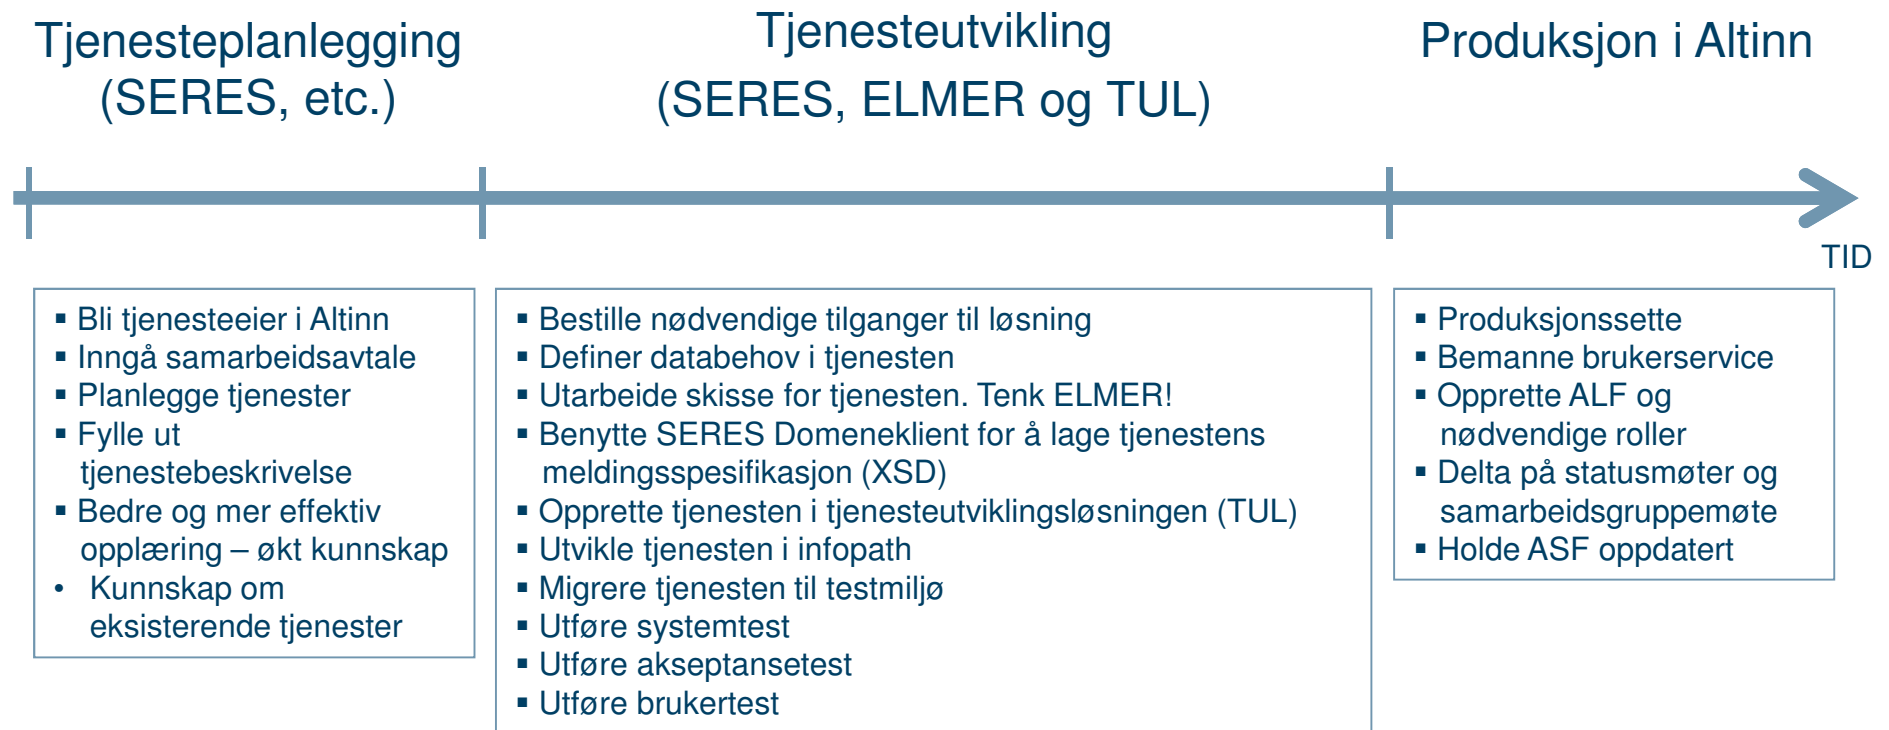 Tjenesteplanlegging
(SERES, etc.)
Tjenesteutvikling
(SERES, ELMER og TUL)
Produksjon i Altinn
TID
▪ Bli tjenesteeier i Altinn
▪ Inngå samarbeidsavtale
▪ Planlegge tjenester
▪ Fylle ut
tjenestebeskrivelse
▪ Bedre og mer effektiv
opplæring – økt kunnskap
• Kunnskap om
eksisterende tjenester
▪ Bestille nødvendige tilganger til løsning
▪ Definer databehov i tjenesten
▪ Utarbeide skisse for tjenesten. Tenk ELMER!
▪ Benytte SERES Domeneklient for å lage tjenestens
meldingsspesifikasjon (XSD)
▪ Opprette tjenesten i tjenesteutviklingsløsningen (TUL)
▪ Utvikle tjenesten i infopath
▪ Migrere tjenesten til testmiljø
▪ Utføre systemtest
▪ Utføre akseptansetest
▪ Utføre brukertest
▪ Produksjonssette
▪ Bemanne brukerservice
▪ Opprette ALF og
nødvendige roller
▪ Delta på statusmøter og
samarbeidsgruppemøte
▪ Holde ASF oppdatert